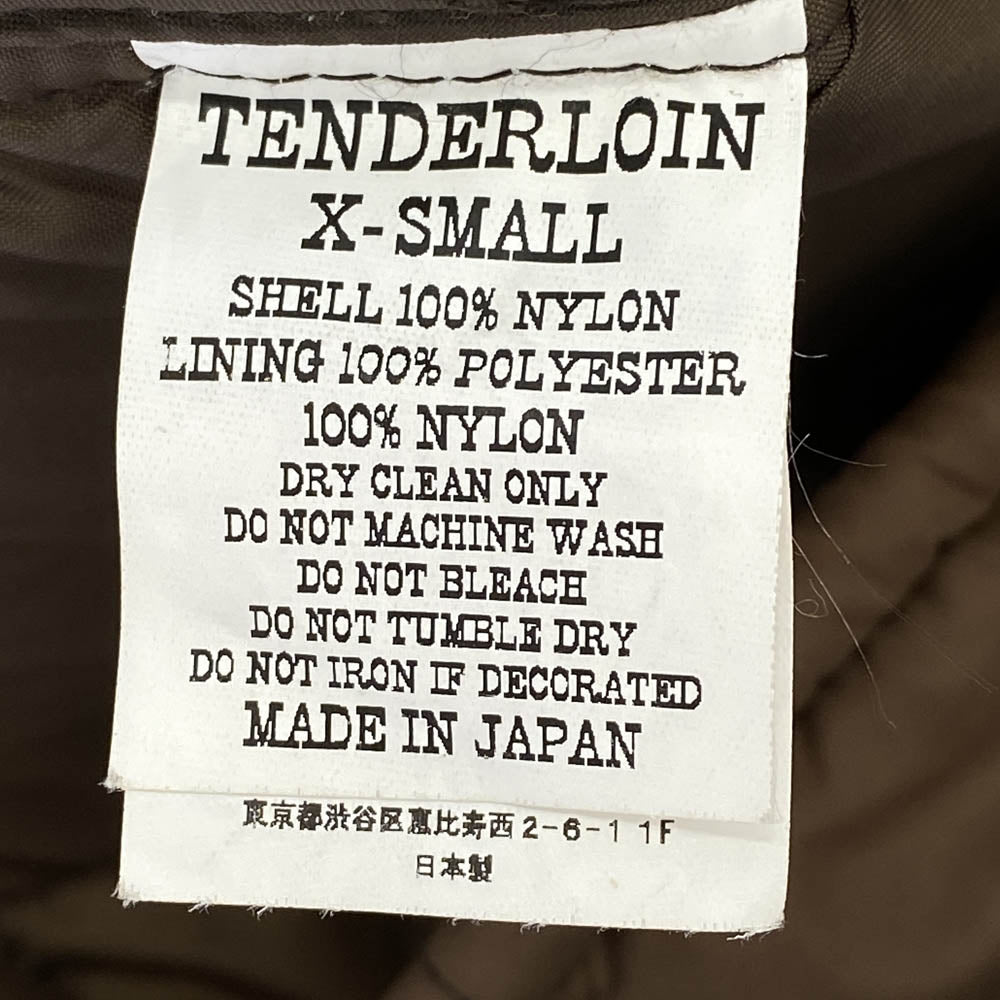 TENDERLOIN
X-SMALL
SHELL 100% NYLON
LINING 100% POLYESTER
100% NYLON
DRY CLEAN ONLY
DO NOT MACHINE WASH
DO NOT BLEACH
DO NOT TUMBLE DRY
DO NOT IRON IF DECORATED
MADE IN JAPAN
東京都渋谷区恵比寿西2-6-1 1F
日本製